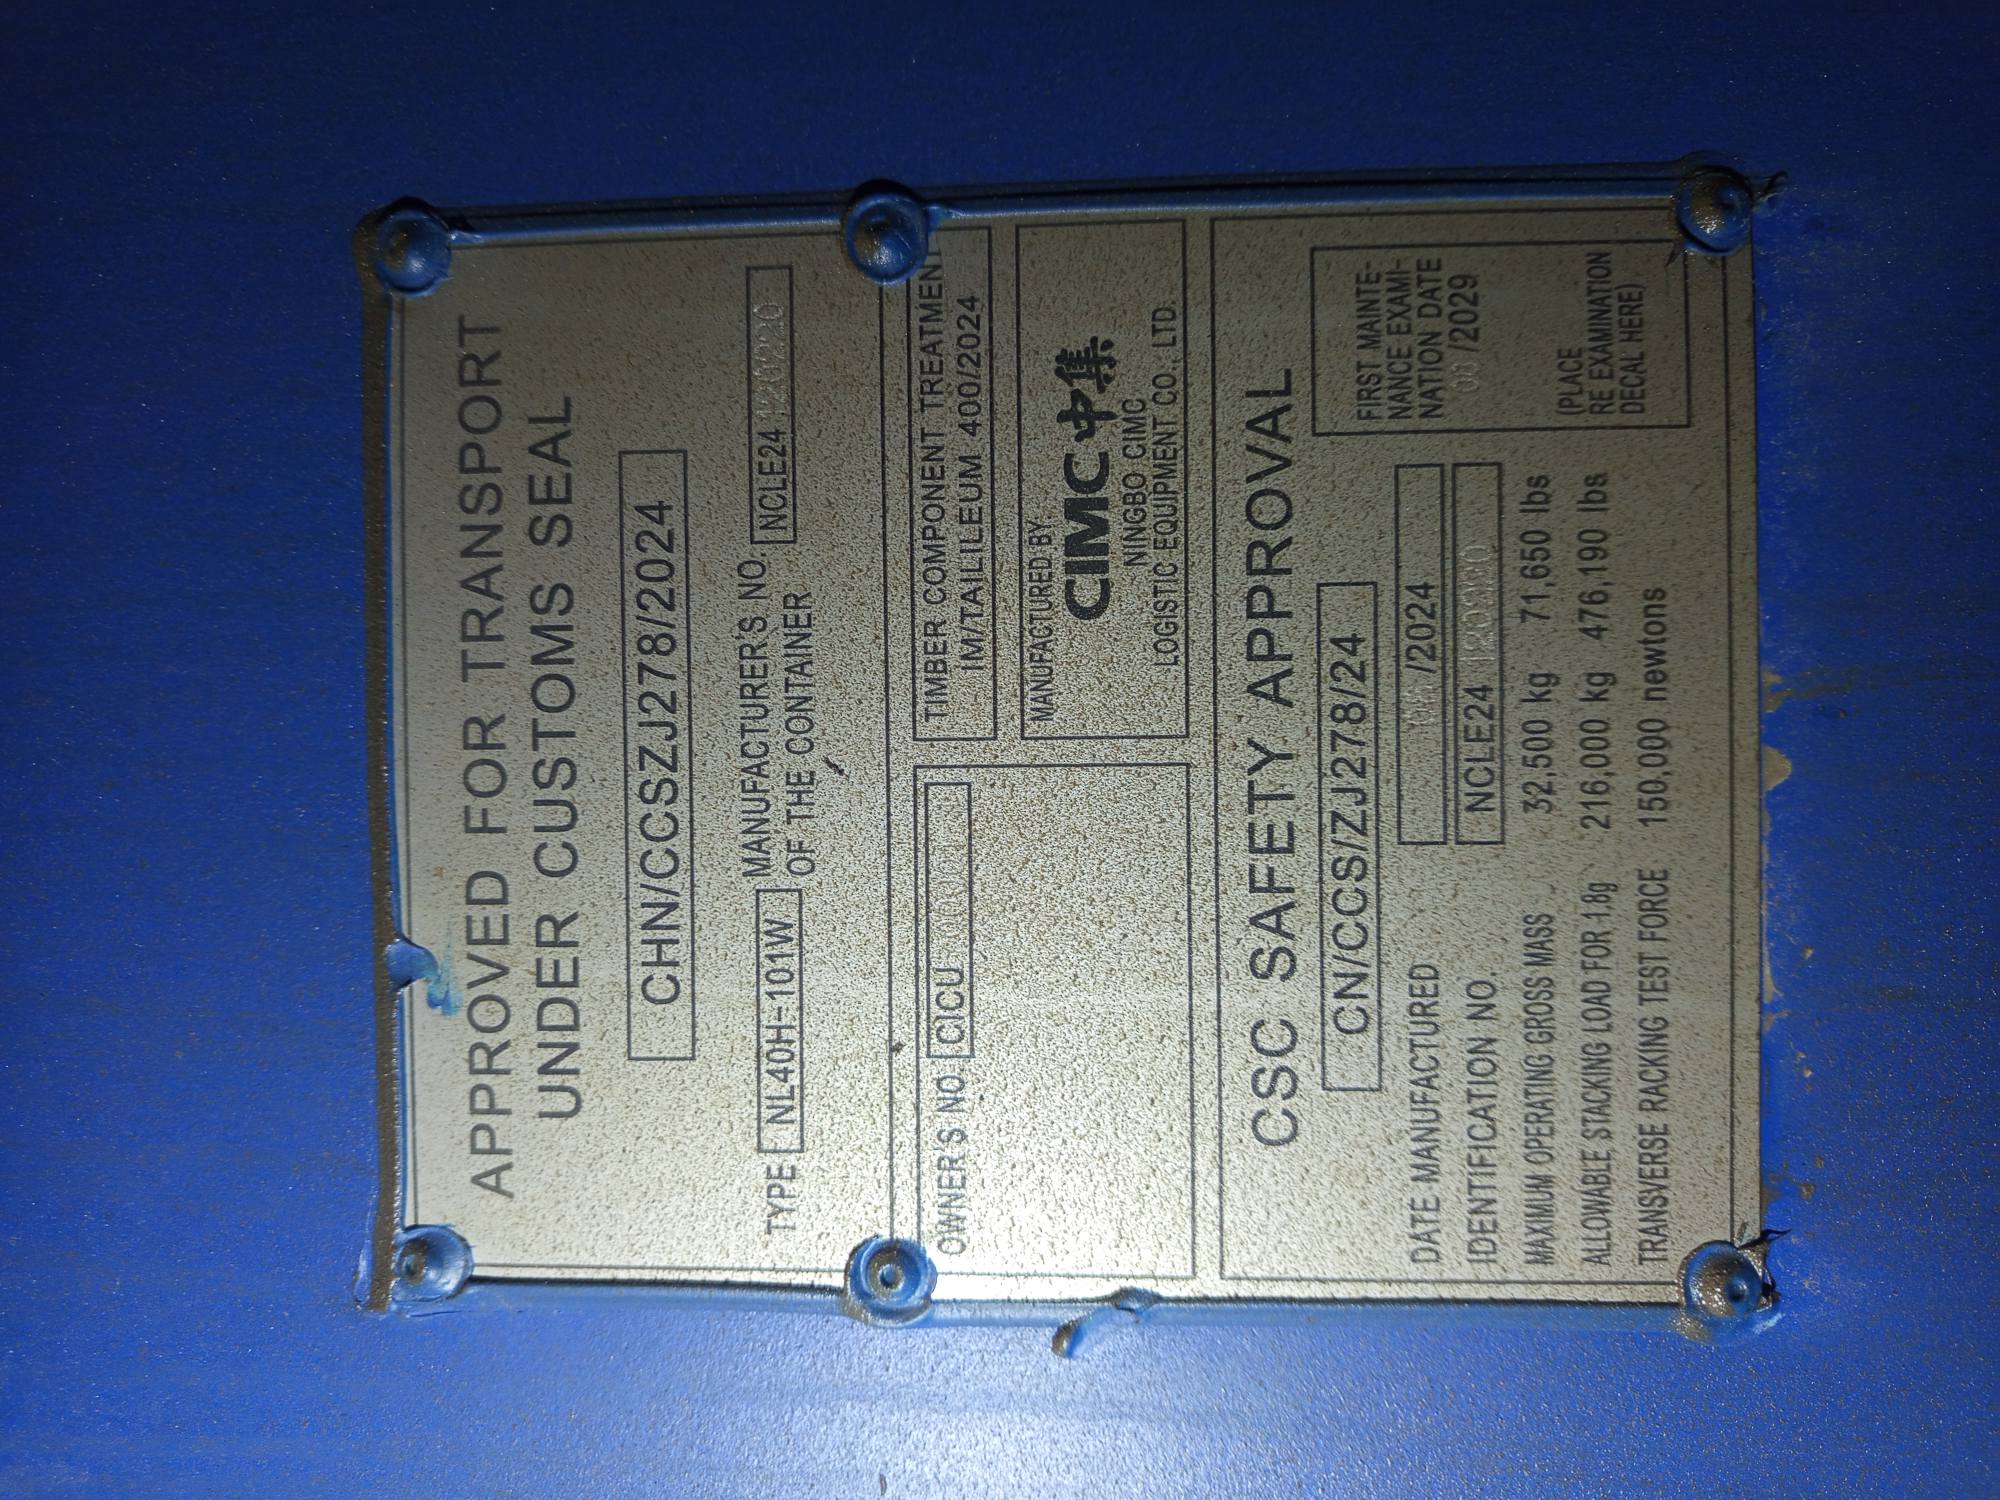 APPROVED FOR TRANSPORT
UNDER CUSTOMS SEAL
CHN/CCSZJ278/2024
TYPE NL40H-101W MANUFACTURER'S NO. OF THE CONTAINER NCLE24
OWNER'S NO CICU
TIMBER COMPONENT TREATMENT
IM/TAILILEUM 400/2024
MANUFACTURED BY:
CIMC 中集
NINGBO CIMC
LOGISTIC EQUIPMENT CO., LTD.
CSC SAFETY APPROVAL
CN/CCS/ZJ278/24
DATE MANUFACTURED /2024
IDENTIFICATION NO. NCLE24
MAXIMUM OPERATING GROSS MASS 32,500 kg 71,650 lbs
ALLOWABLE STACKING LOAD FOR 1.8g 216,000 kg 476,190 lbs
TRANSVERSE RACKING TEST FORCE 150,000 newtons
FIRST MAINTE-
NANCE EXAMI-
NATION DATE
/2029
(PLACE
RE EXAMINATION
DECAL HERE)